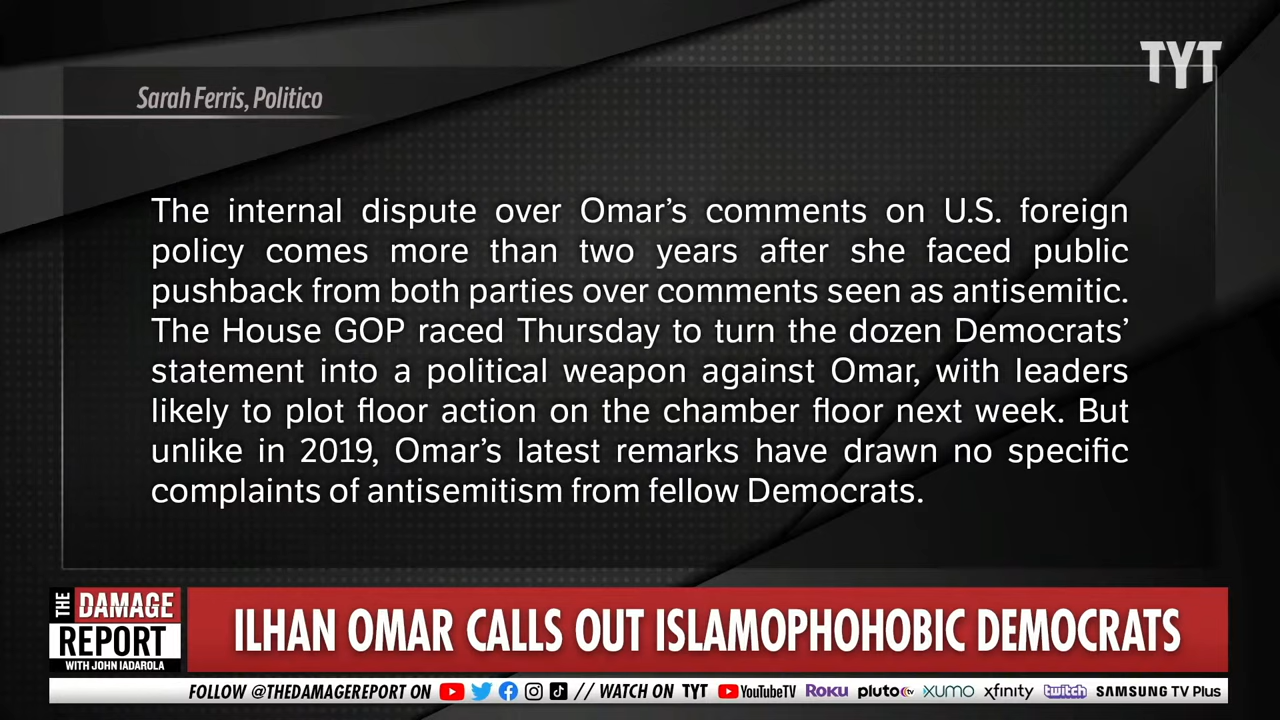 TYT
Sarah Ferris, Politico
The internal dispute over Omar's comments on U.S. foreign
policy comes more than two years after she faced public
pushback from both parties over comments seen as antisemitic.
The House GOP raced Thursday to turn the dozen Democrats'
statement into a political weapon against Omar, with leaders
likely to plot floor action on the chamber floor next week. But
unlike in 2019, Omar's latest remarks have drawn no specific
complaints of antisemitism from fellow Democrats.
THE DAMAGE
REPORT
WITH JOHN IADAROLA
ILHAN OMAR CALLS OUT ISLAMOPHOHOBIC DEMOCRATS
FOLLOW @THEDAMAGEREPORT ON // WATCH ON TYT YouTubeTV ROKU pluto tv XUMO xfinity twitch SAMSUNG TV Plus